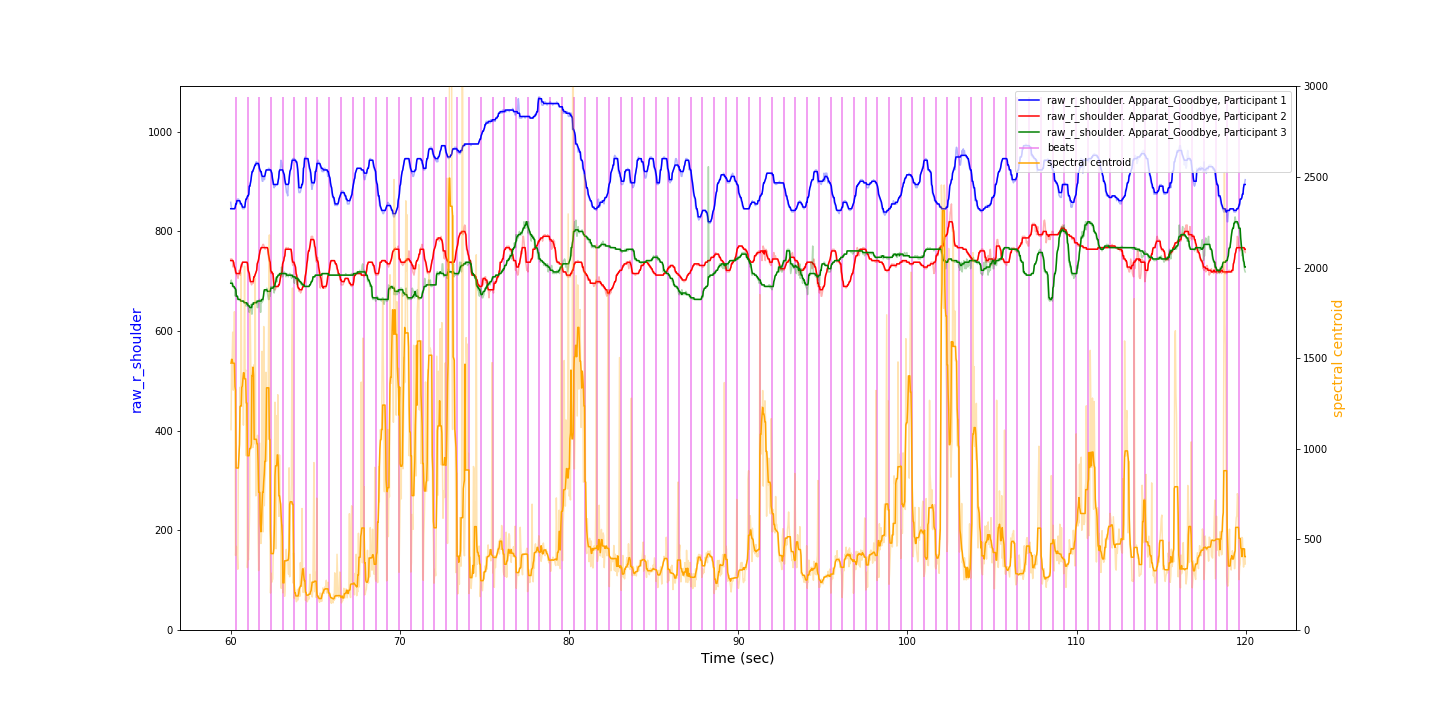 raw_r_shoulder. Apparat_Goodbye, Participant 1
raw_r_shoulder. Apparat_Goodbye, Participant 2
raw_r_shoulder. Apparat_Goodbye, Participant 3
beats
spectral centroid
1000
800
600
400
200
0
raw_r_shoulder
3000
2500
2000
1500
1000
500
0
spectral centroid
60 70 80 90 100 110 120
Time (sec)